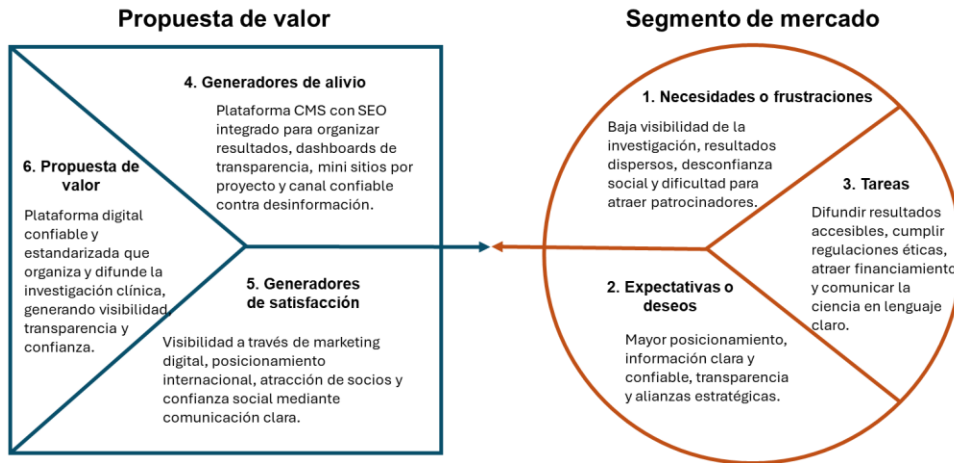 Propuesta de valor
Segmento de mercado
4. Generadores de alivio
Plataforma CMS con SEO
integrado para organizar
resultados, dashboards de
transparencia, mini sitios por
proyecto y canal confiable
contra desinformación.
6. Propuesta de
valor
Plataforma digital
confiable y
estandarizada que
organiza y difunde la
investigación clínica,
generando visibilidad,
transparencia y
confianza.
5. Generadores
de satisfacción
Visibilidad a través de marketing
digital, posicionamiento
internacional, atracción de socios y
confianza social mediante
comunicación clara.
1. Necesidades o frustraciones
Baja visibilidad de la
investigación, resultados
dispersos, desconfianza
social y dificultad para
atraer patrocinadores.
3. Tareas
Difundir resultados
accesibles, cumplir
regulaciones éticas,
atraer financiamiento
y comunicar la
ciencia en lenguaje
claro.
2. Expectativas o
deseos
Mayor posicionamiento,
información clara y
confiable, transparencia
y alianzas estratégicas.